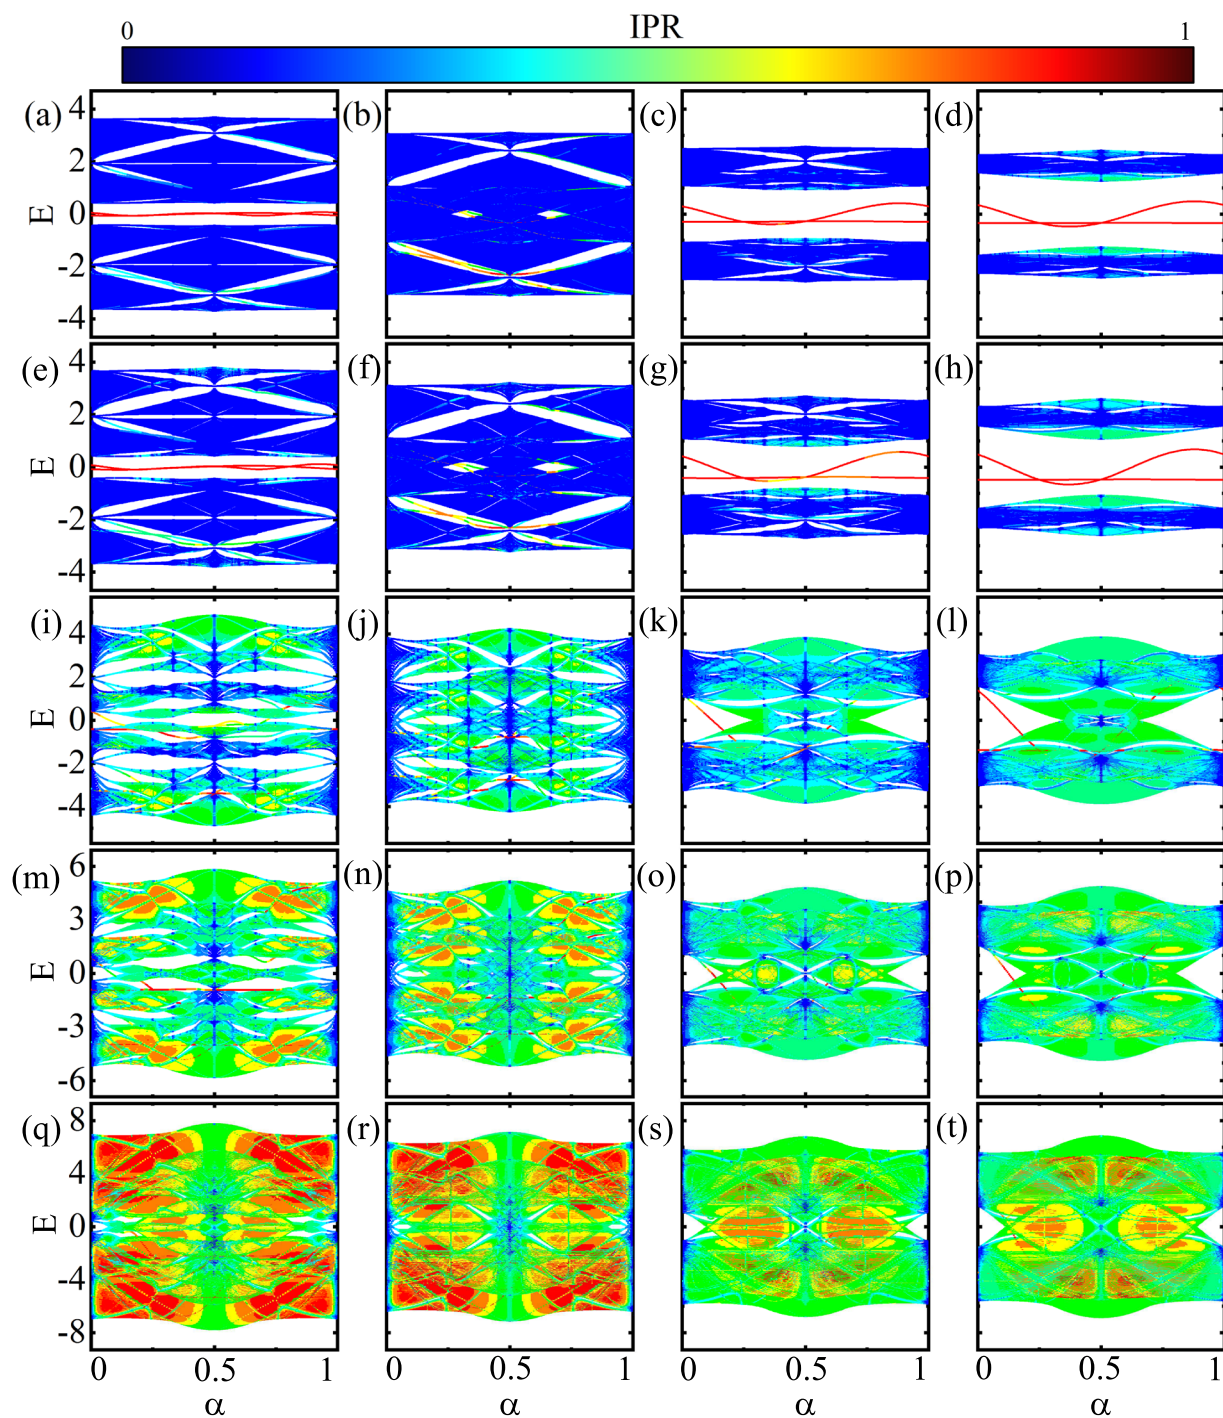 IPR
0 1
(a) 4 2 0 -2 -4 E (b) (c) (d)
(e) 4 2 0 -2 -4 E (f) (g) (h)
(i) 4 2 0 -2 -4 E (j) (k) (l)
(m) 6 3 0 -3 -6 E (n) (o) (p)
(q) 8 4 0 -4 -8 E (r) (s) (t)
0 0.5 1 0 0.5 1 0 0.5 1 0 0.5 1
α α α α